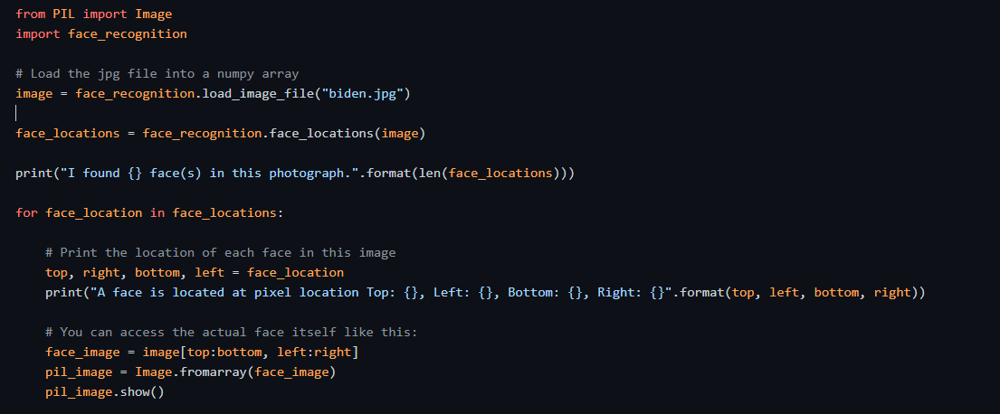 from PIL import Image
import face_recognition

# Load the jpg file into a numpy array
image = face_recognition.load_image_file("biden.jpg")

face_locations = face_recognition.face_locations(image)

print("I found {} face(s) in this photograph.".format(len(face_locations)))

for face_location in face_locations:

    # Print the location of each face in this image
    top, right, bottom, left = face_location
    print("A face is located at pixel location Top: {}, Left: {}, Bottom: {}, Right: {}".format(top, left, bottom, right))

    # You can access the actual face itself like this:
    face_image = image[top:bottom, left:right]
    pil_image = Image.fromarray(face_image)
    pil_image.show()